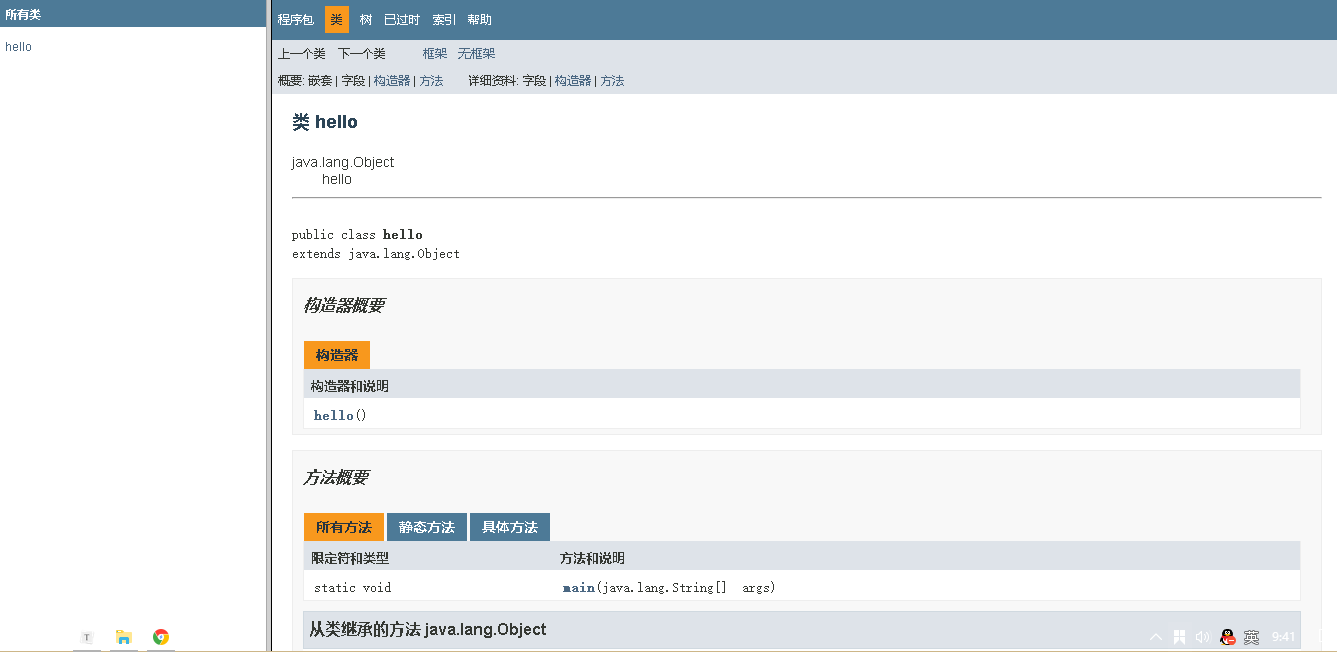 所有类
hello
程序包 类 树 已过时 索引 帮助
上一个类 下一个类 框架 无框架
概要: 嵌套 | 字段 | 构造器 | 方法 详细资料: 字段 | 构造器 | 方法
类 hello
java.lang.Object
hello
public class hello
extends java.lang.Object
构造器概要
构造器
构造器和说明
hello()
方法概要
所有方法 静态方法 具体方法
限定符和类型 方法和说明
static void main(java.lang.String[] args)
从类继承的方法 java.lang.Object
T 英 9:41